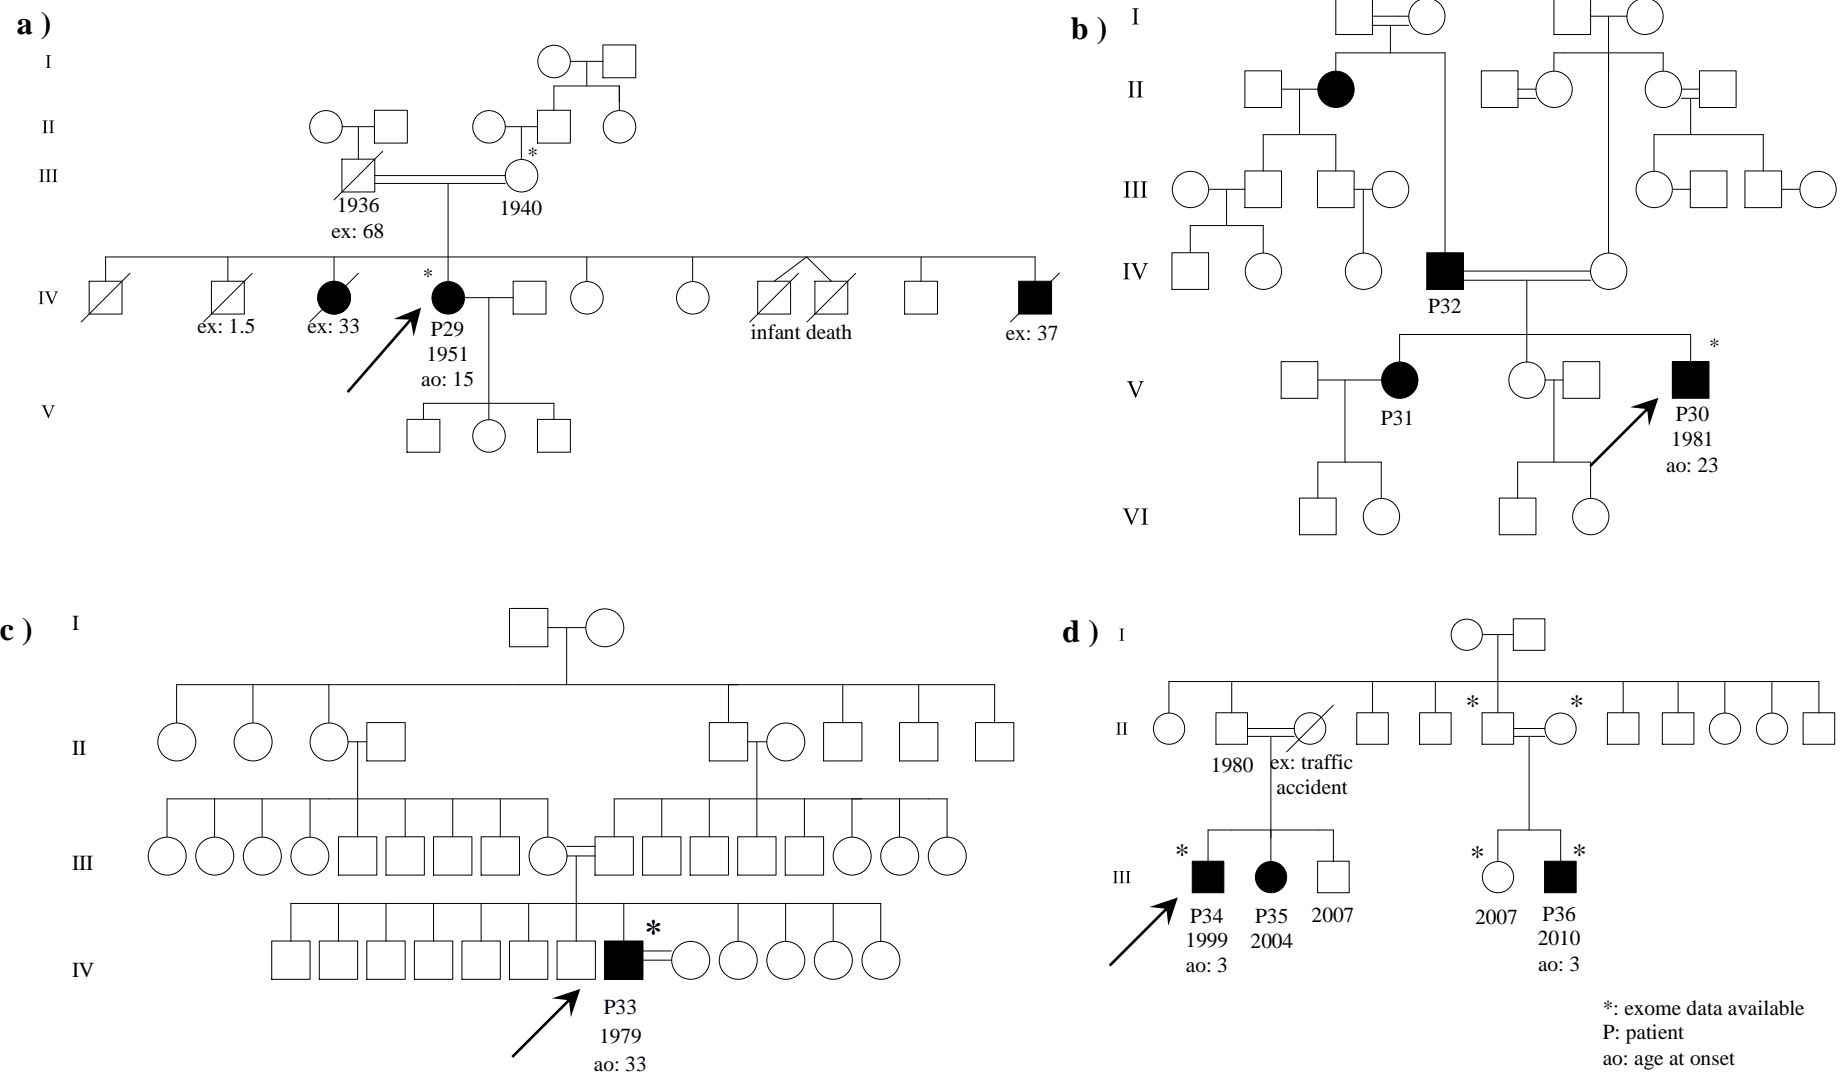 a )
I
II
*
III
1936
1940
ex: 68
*
IV
ex: 1.5
ex: 33
P29
infant death
ex: 37
1951
ao: 15
V
b )
I
II
III
IV
P32
*
V
P31
P30
1981
ao: 23
VI
c )
I
II
III
*
IV
P33
1979
ao: 33
d )
I
*
*
II
1980
ex: traffic
accident
*
*
*
III
P34
P35
2007
2007
P36
1999
2004
2010
ao: 3
ao: 3
*: exome data available
P: patient
ao: age at onset